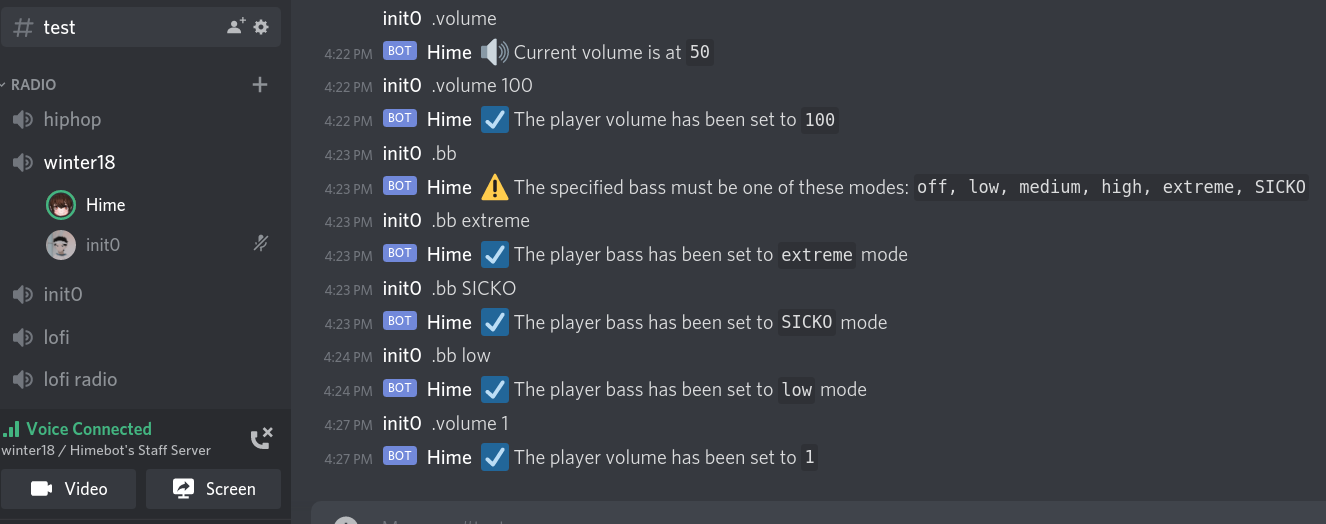 test
RADIO
hiphop
winter18
Hime
init0
init0
lofi
lofi radio
Voice Connected
winter18 / Himebot's Staff Server
Video
Screen
init0 .volume
4:22 PM BOT Hime Current volume is at 50
4:22 PM init0 .volume 100
4:22 PM BOT Hime The player volume has been set to 100
4:23 PM init0 .bb
4:23 PM BOT Hime The specified bass must be one of these modes: off, low, medium, high, extreme, SICKO
4:23 PM init0 .bb extreme
4:23 PM BOT Hime The player bass has been set to extreme mode
4:23 PM init0 .bb SICKO
4:23 PM BOT Hime The player bass has been set to SICKO mode
4:24 PM init0 .bb low
4:24 PM BOT Hime The player bass has been set to low mode
4:27 PM init0 .volume 1
4:27 PM BOT Hime The player volume has been set to 1